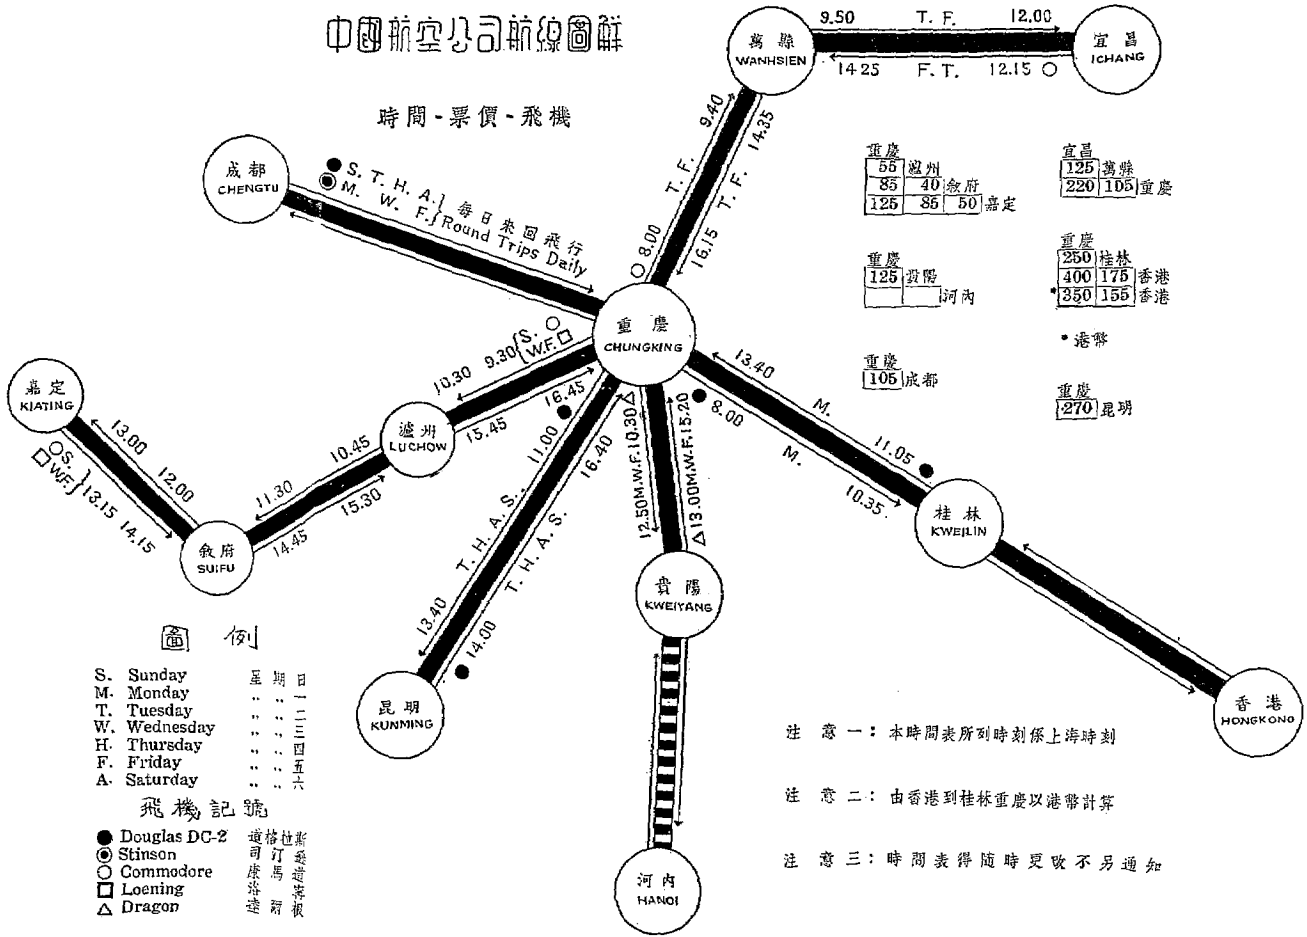 中國航空公司航線圖解
時間-票價-飛機
萬縣
WANHSIEN
9.50 T. F. 12.00
14 25 F. T. 12.15 ○
宜昌
ICHANG
9.40
14.35
T. F.
T. F.
○ 8.00
16.15
成都
CHENGTU
● S. T. H. A. } 每日來回飛行
◉ M. W. F. } Round Trips Daily
重慶
CHUNGKING
重慶
55 瀘州
85 40 敘府
125 85 50 嘉定
宜昌
125 萬縣
220 105 重慶
重慶
125 貴陽
河內
重慶
250 桂林
400 175 香港
•350 155 香港
•港幣
重慶
105 成都
重慶
270 昆明
嘉定
KIATING
13.00
12.00
○ S. }
□ W.F. } 13.15 14.15
敘府
SUIFU
11.30 10.45
14.45 15.30
瀘州
LUCHOW
10.30 9.30 { S. ○
{ W.F. □
15.45 16.45
● 11.00
16.40
T. H. A. S.
T. H. A. S.
13.40
● 14.00
昆明
KUNMING
12.50 M.W.F. 10.30 △
△ 13.00 M.W.F. 15.20
貴陽
KWEIYANG
河內
HANOI
13.40 M. 11.05 ●
● 8.00 M. 10.35
桂林
KWEILIN
香港
HONGKONG
圖例
S. Sunday 星期日
M. Monday 〃 〃 一
T. Tuesday 〃 〃 二
W. Wednesday 〃 〃 三
H. Thursday 〃 〃 四
F. Friday 〃 〃 五
A. Saturday 〃 〃 六
飛機記號
● Douglas DC-2 道格拉斯
◉ Stinson 司汀
○ Commodore 康馬道
□ Loening
△ Dragon
注意一：本時間表所列時刻係上海時刻
注意二：由香港到桂林重慶以港幣計算
注意三：時間表得隨時更改不另通知